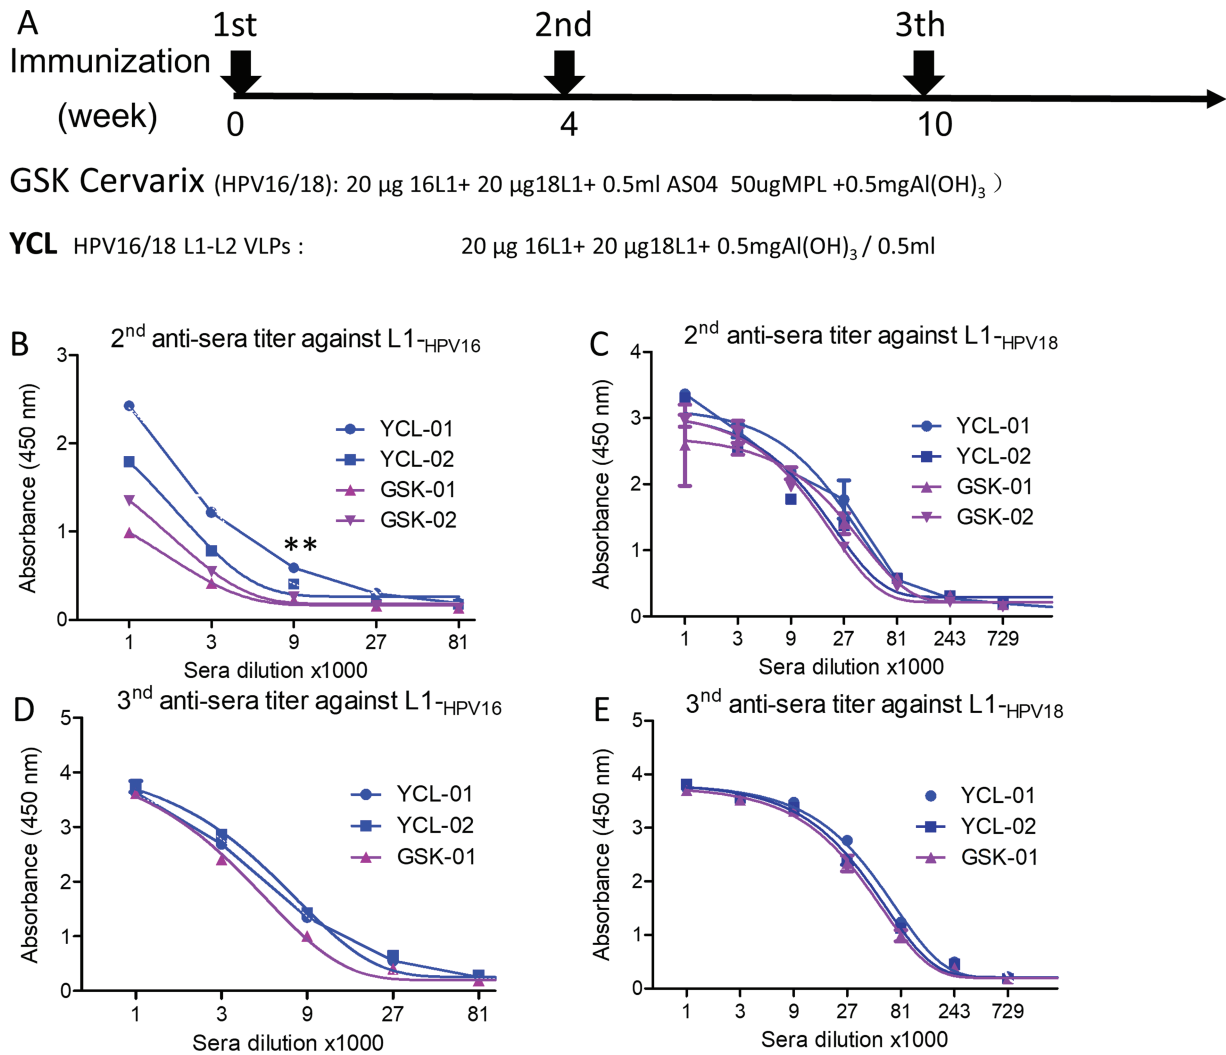 A
1st 2nd 3th
Immunization
(week)
0 4 10
GSK Cervarix (HPV16/18): 20 µg 16L1+ 20 µg18L1+ 0.5ml AS04 50ugMPL +0.5mgAl(OH)3 )
YCL HPV16/18 L1-L2 VLPs : 20 µg 16L1+ 20 µg18L1+ 0.5mgAl(OH)3 / 0.5ml
B
2nd anti-sera titer against L1-HPV16
Absorbance (450 nm)
3
2
1
0
YCL-01
YCL-02
GSK-01
GSK-02
**
1 3 9 27 81
Sera dilution x1000
C
2nd anti-sera titer against L1-HPV18
Absorbance (450 nm)
4
3
2
1
0
YCL-01
YCL-02
GSK-01
GSK-02
1 3 9 27 81 243 729
Sera dilution x1000
D
3nd anti-sera titer against L1-HPV16
Absorbance (450 nm)
5
4
3
2
1
0
YCL-01
YCL-02
GSK-01
1 3 9 27 81
Sera dilution x1000
E
3nd anti-sera titer against L1-HPV18
Absorbance (450 nm)
5
4
3
2
1
0
YCL-01
YCL-02
GSK-01
1 3 9 27 81 243 729
Sera dilution x1000